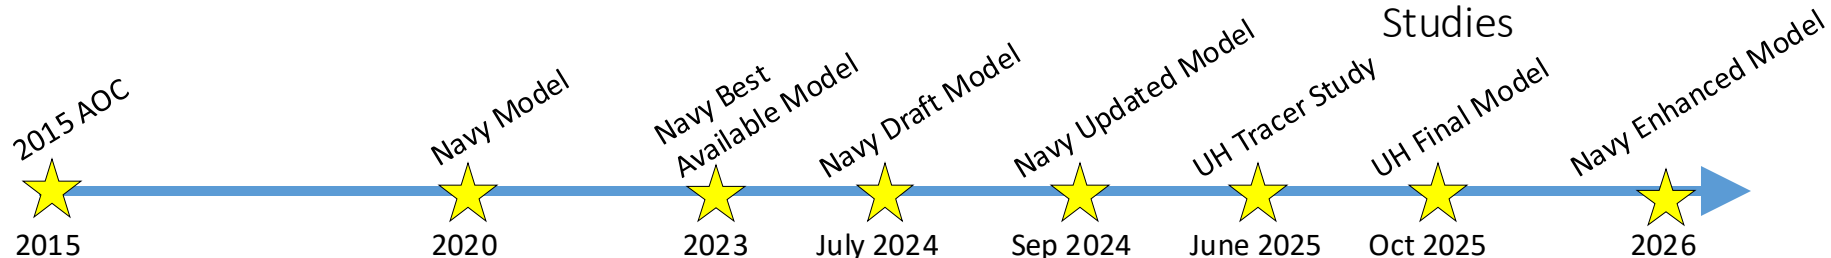 Studies
2015 AOC
Navy Model
Navy Best
Available Model
Navy Draft Model
Navy Updated Model
UH Tracer Study
UH Final Model
Navy Enhanced Model
2015
2020
2023
July 2024
Sep 2024
June 2025
Oct 2025
2026